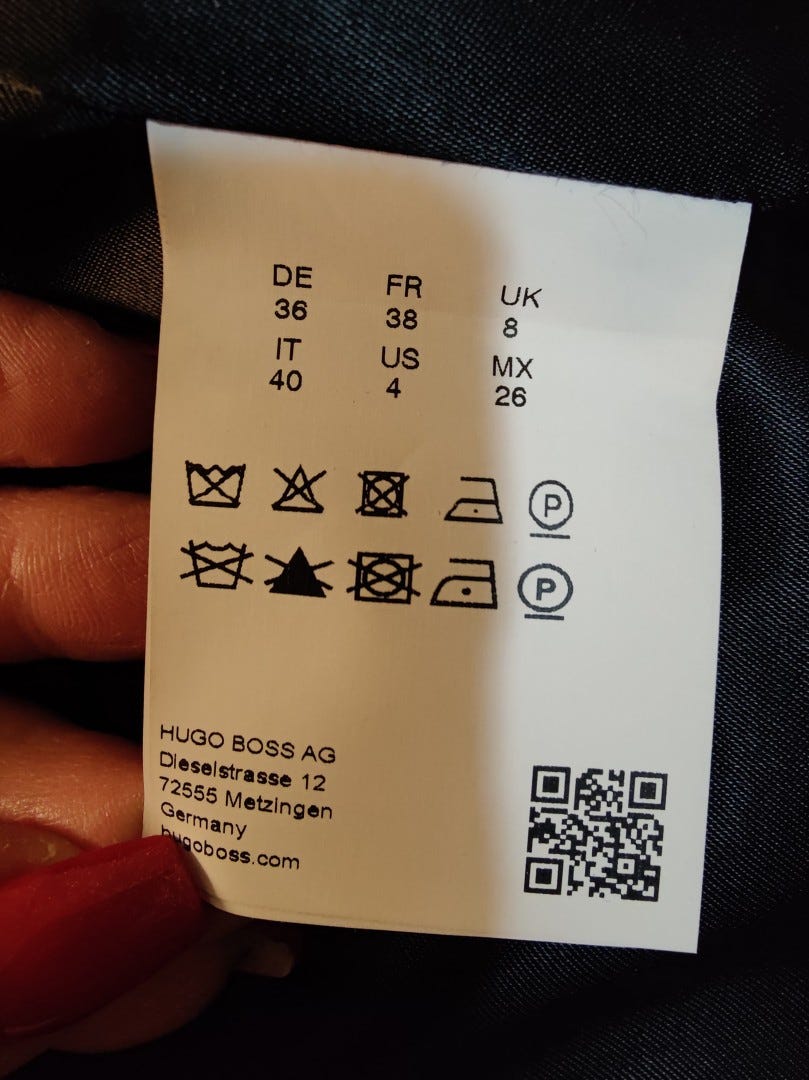 DE FR UK
36 38 8
IT US MX
40 4 26
P
P
HUGO BOSS AG
Dieselstrasse 12
72555 Metzingen
Germany
hugoboss.com